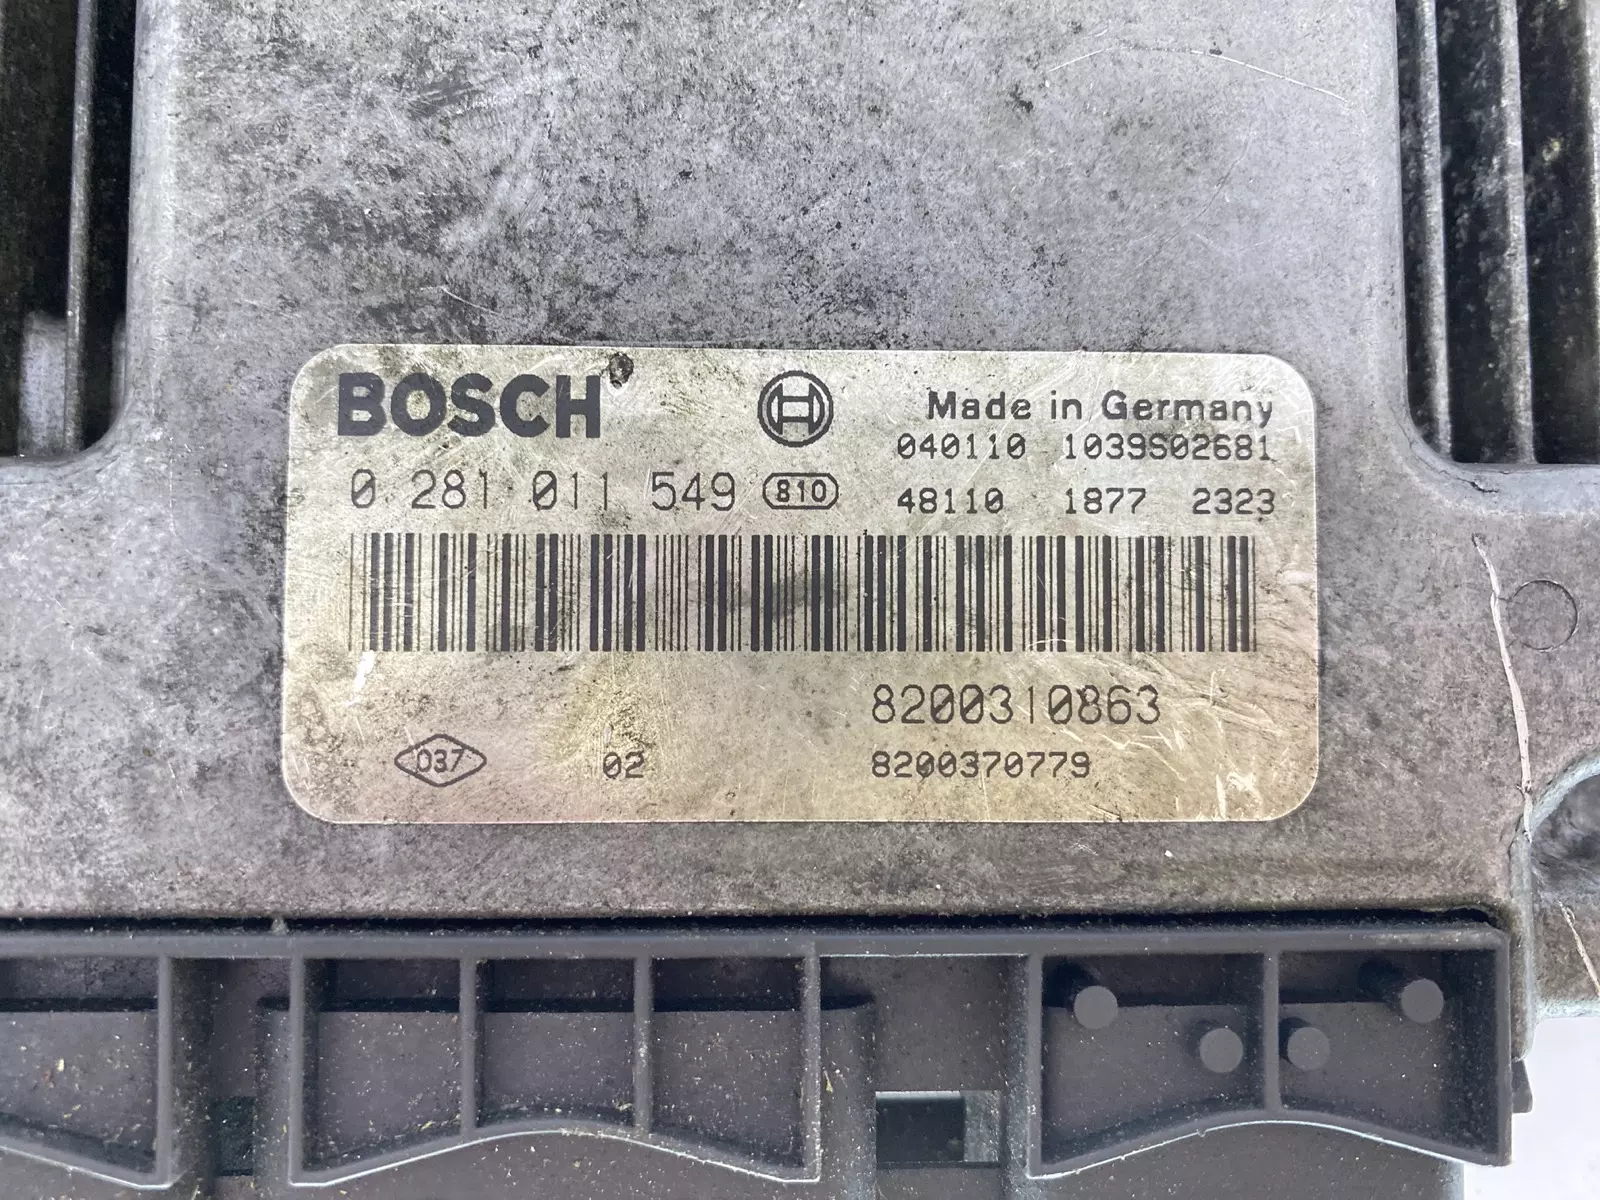 BOSCH
Made in Germany
040110 1039S02681
0 281 011 549 810
48110 1877 2323
8200310863
037 02 8200370779